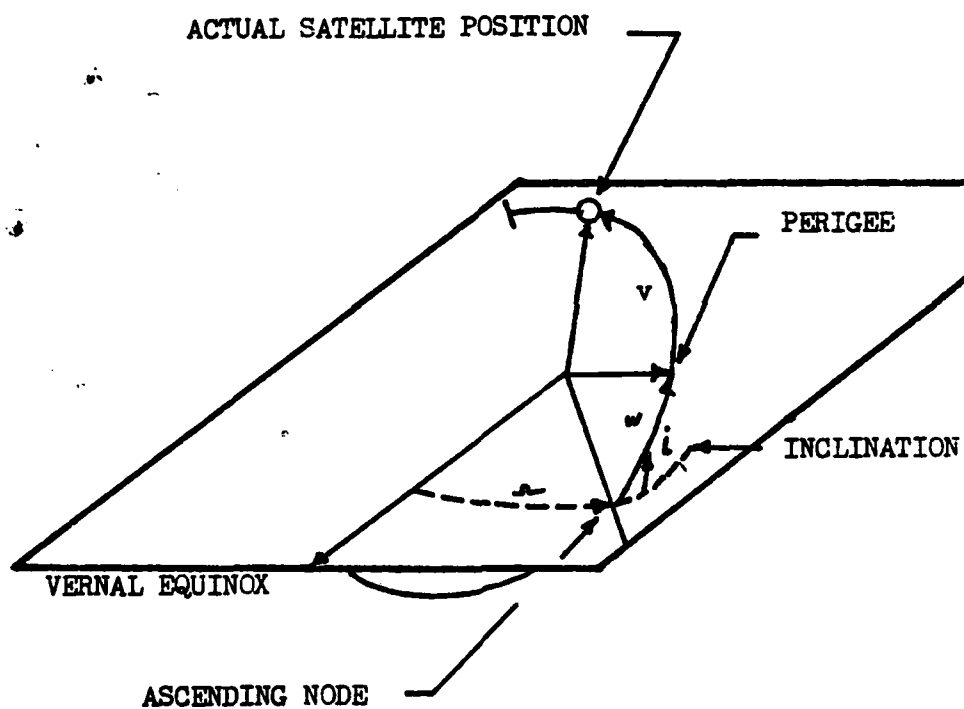 ACTUAL SATELLITE POSITION
PERIGEE
v
w
i
INCLINATION
Ω
VERNAL EQUINOX
ASCENDING NODE